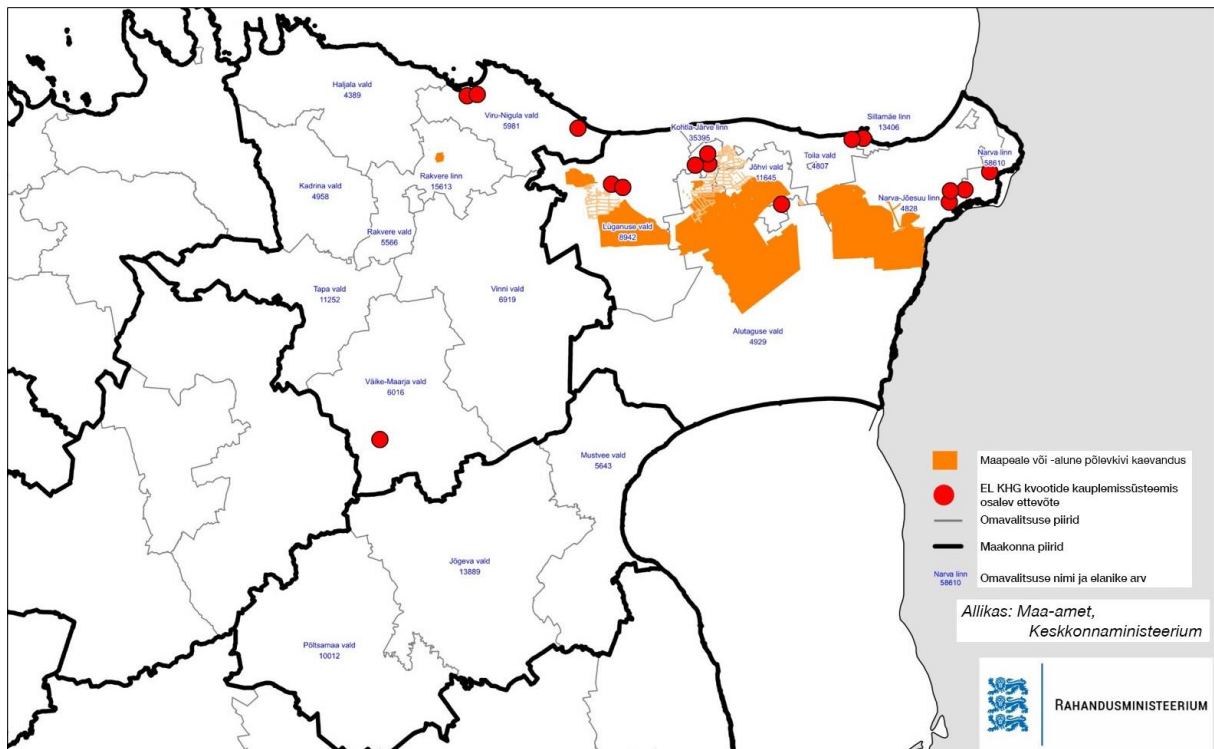 Haljala vald
4389
Viru-Nigula vald
5981
Kohtla-Järve linn
35395
Sillamäe linn
13406
Toila vald
4807
Narva linn
58610
Jõhvi vald
11645
Rakvere linn
15613
Kadrina vald
4958
Narva-Jõesuu linn
4828
Rakvere vald
5566
Lüganuse vald
8942
Tapa vald
11252
Vinni vald
6919
Alutaguse vald
4929
Väike-Maarja vald
6016
Mustvee vald
5643
Jõgeva vald
13889
Põltsamaa vald
10012
Maapeale või -alune põlevkivi kaevandus
EL KHG kvootide kauplemissüsteemis
osalev ettevõte
Omavalitsuse piirid
Maakonna piirid
Narva linn
58610
Omavalitsuse nimi ja elanike arv
Allikas: Maa-amet,
Keskkonnaministeerium
RAHANDUSMINISTEERIUM